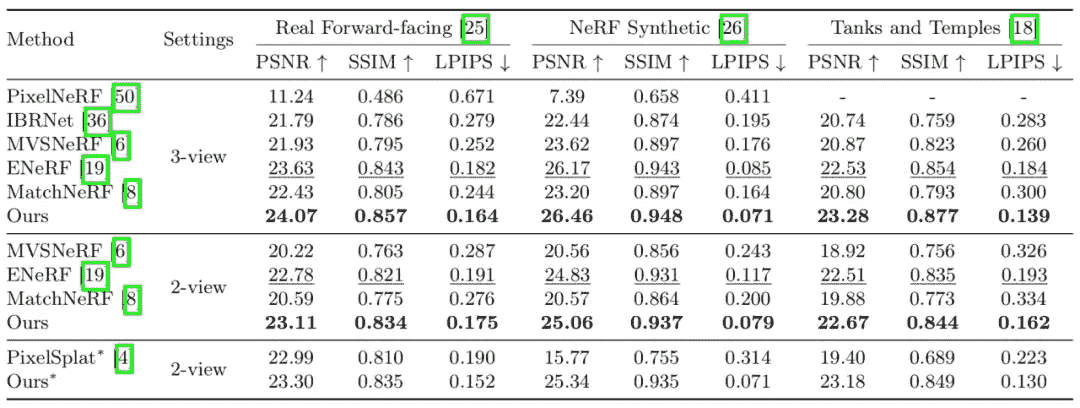 Method Settings Real Forward-facing [25] NeRF Synthetic [26] Tanks and Temples [18]
PSNR ↑ SSIM ↑ LPIPS ↓ PSNR ↑ SSIM ↑ LPIPS ↓ PSNR ↑ SSIM ↑ LPIPS ↓
PixelNeRF [50] 11.24 0.486 0.671 7.39 0.658 0.411 - - -
IBRNet [36] 21.79 0.786 0.279 22.44 0.874 0.195 20.74 0.759 0.283
MVSNeRF [6] 21.93 0.795 0.252 23.62 0.897 0.176 20.87 0.823 0.260
3-view
ENeRF [19] 23.63 0.843 0.182 26.17 0.943 0.085 22.53 0.854 0.184
MatchNeRF [8] 22.43 0.805 0.244 23.20 0.897 0.164 20.80 0.793 0.300
Ours 24.07 0.857 0.164 26.46 0.948 0.071 23.28 0.877 0.139
MVSNeRF [6] 20.22 0.763 0.287 20.56 0.856 0.243 18.92 0.756 0.326
ENeRF [19] 22.78 0.821 0.191 24.83 0.931 0.117 22.51 0.835 0.193
2-view
MatchNeRF [8] 20.59 0.775 0.276 20.57 0.864 0.200 19.88 0.773 0.334
Ours 23.11 0.834 0.175 25.06 0.937 0.079 22.67 0.844 0.162
PixelSplat* [4] 22.99 0.810 0.190 15.77 0.755 0.314 19.40 0.689 0.223
2-view
Ours* 23.30 0.835 0.152 25.34 0.935 0.071 23.18 0.849 0.130